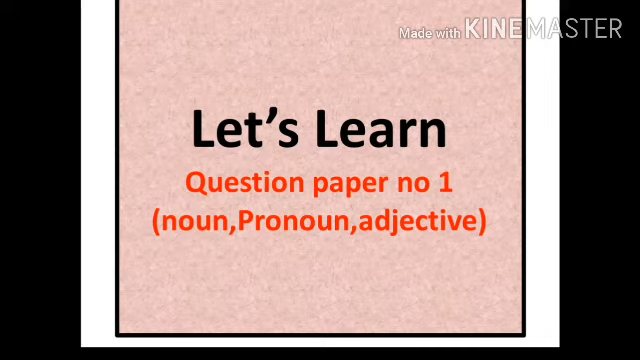 Made with KINEMASTER
Let's Learn
Question paper no 1
(noun,Pronoun,adjective)